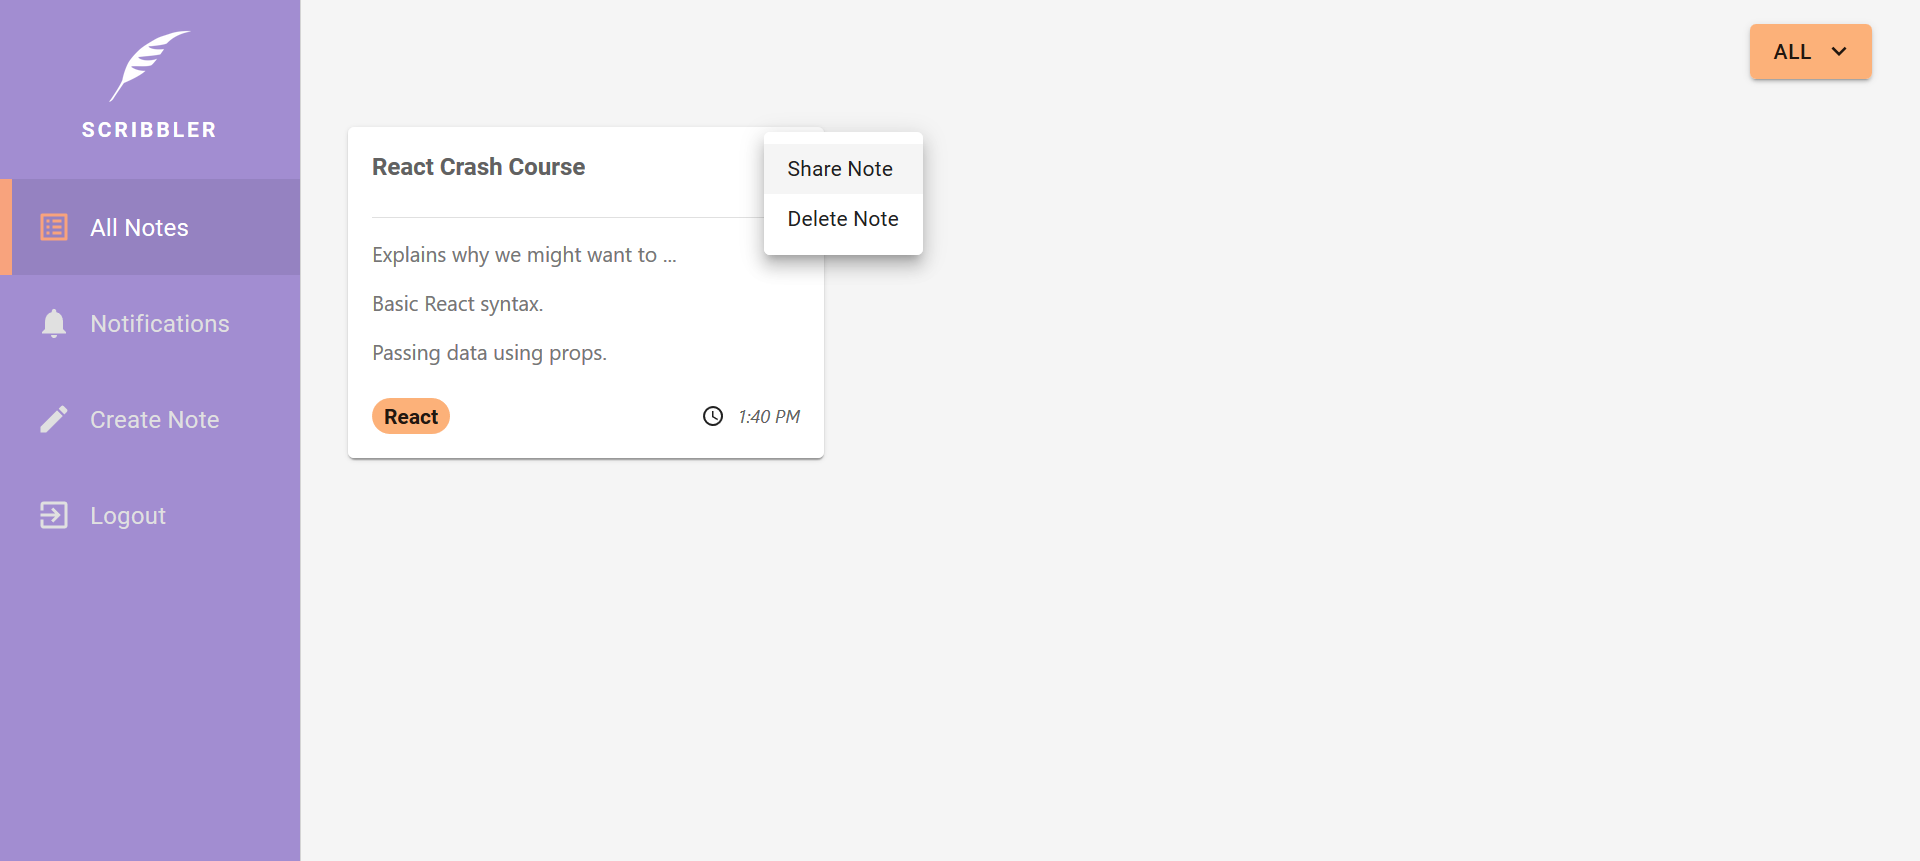 SCRIBBLER
All Notes
Notifications
Create Note
Logout
ALL
React Crash Course
Share Note
Delete Note
Explains why we might want to ...
Basic React syntax.
Passing data using props.
React
1:40 PM